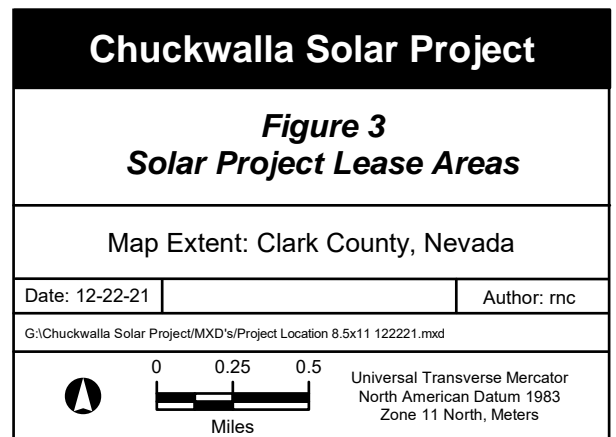 Chuckwalla Solar Project
Figure 3
Solar Project Lease Areas
Map Extent: Clark County, Nevada
Date: 12-22-21
Author: rnc
G:\Chuckwalla Solar Project/MXD's/Project Location 8.5x11 122221.mxd
0 0.25 0.5
Miles
Universal Transverse Mercator
North American Datum 1983
Zone 11 North, Meters